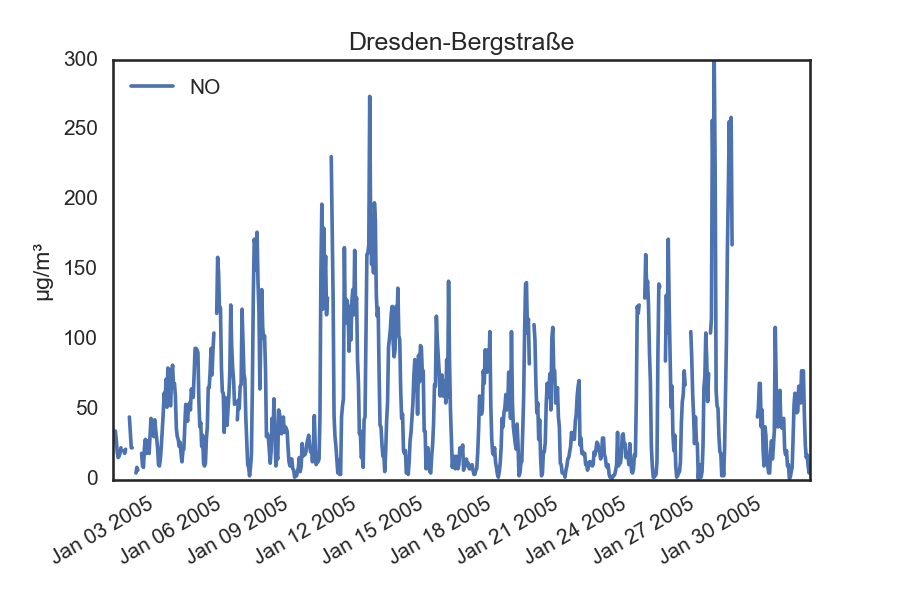 Dresden-Bergstraße
300
NO
250
200
150
100
50
0
µg/m³
Jan 03 2005
Jan 06 2005
Jan 09 2005
Jan 12 2005
Jan 15 2005
Jan 18 2005
Jan 21 2005
Jan 24 2005
Jan 27 2005
Jan 30 2005